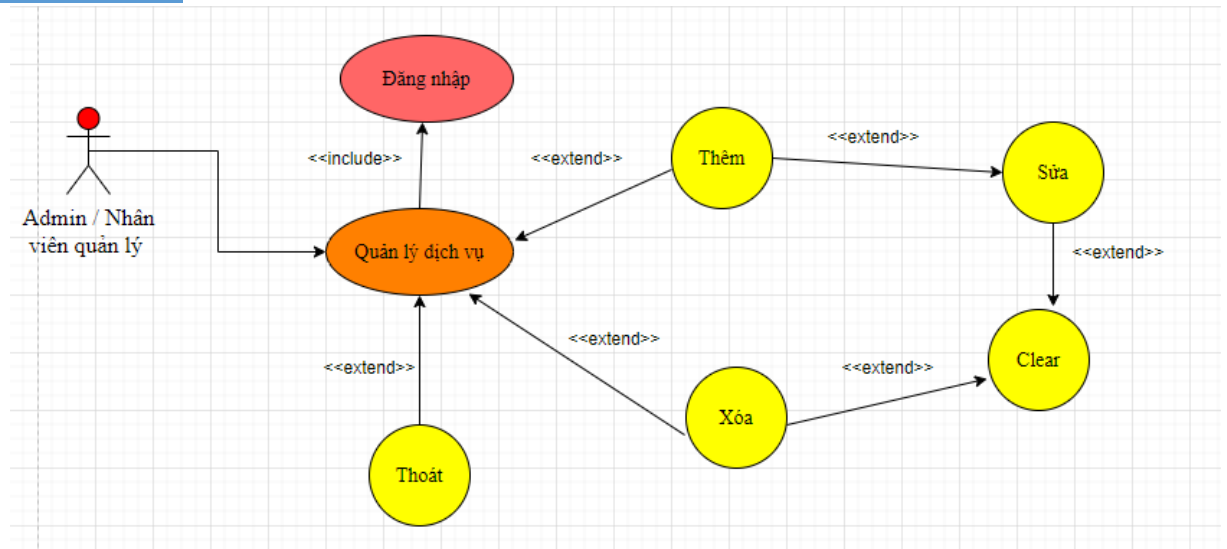 Đăng nhập
<<include>>
<<extend>>
Thêm
<<extend>>
Sửa
Admin / Nhân
viên quản lý
Quản lý dịch vụ
<<extend>>
<<extend>>
<<extend>>
<<extend>>
Clear
Xóa
Thoát